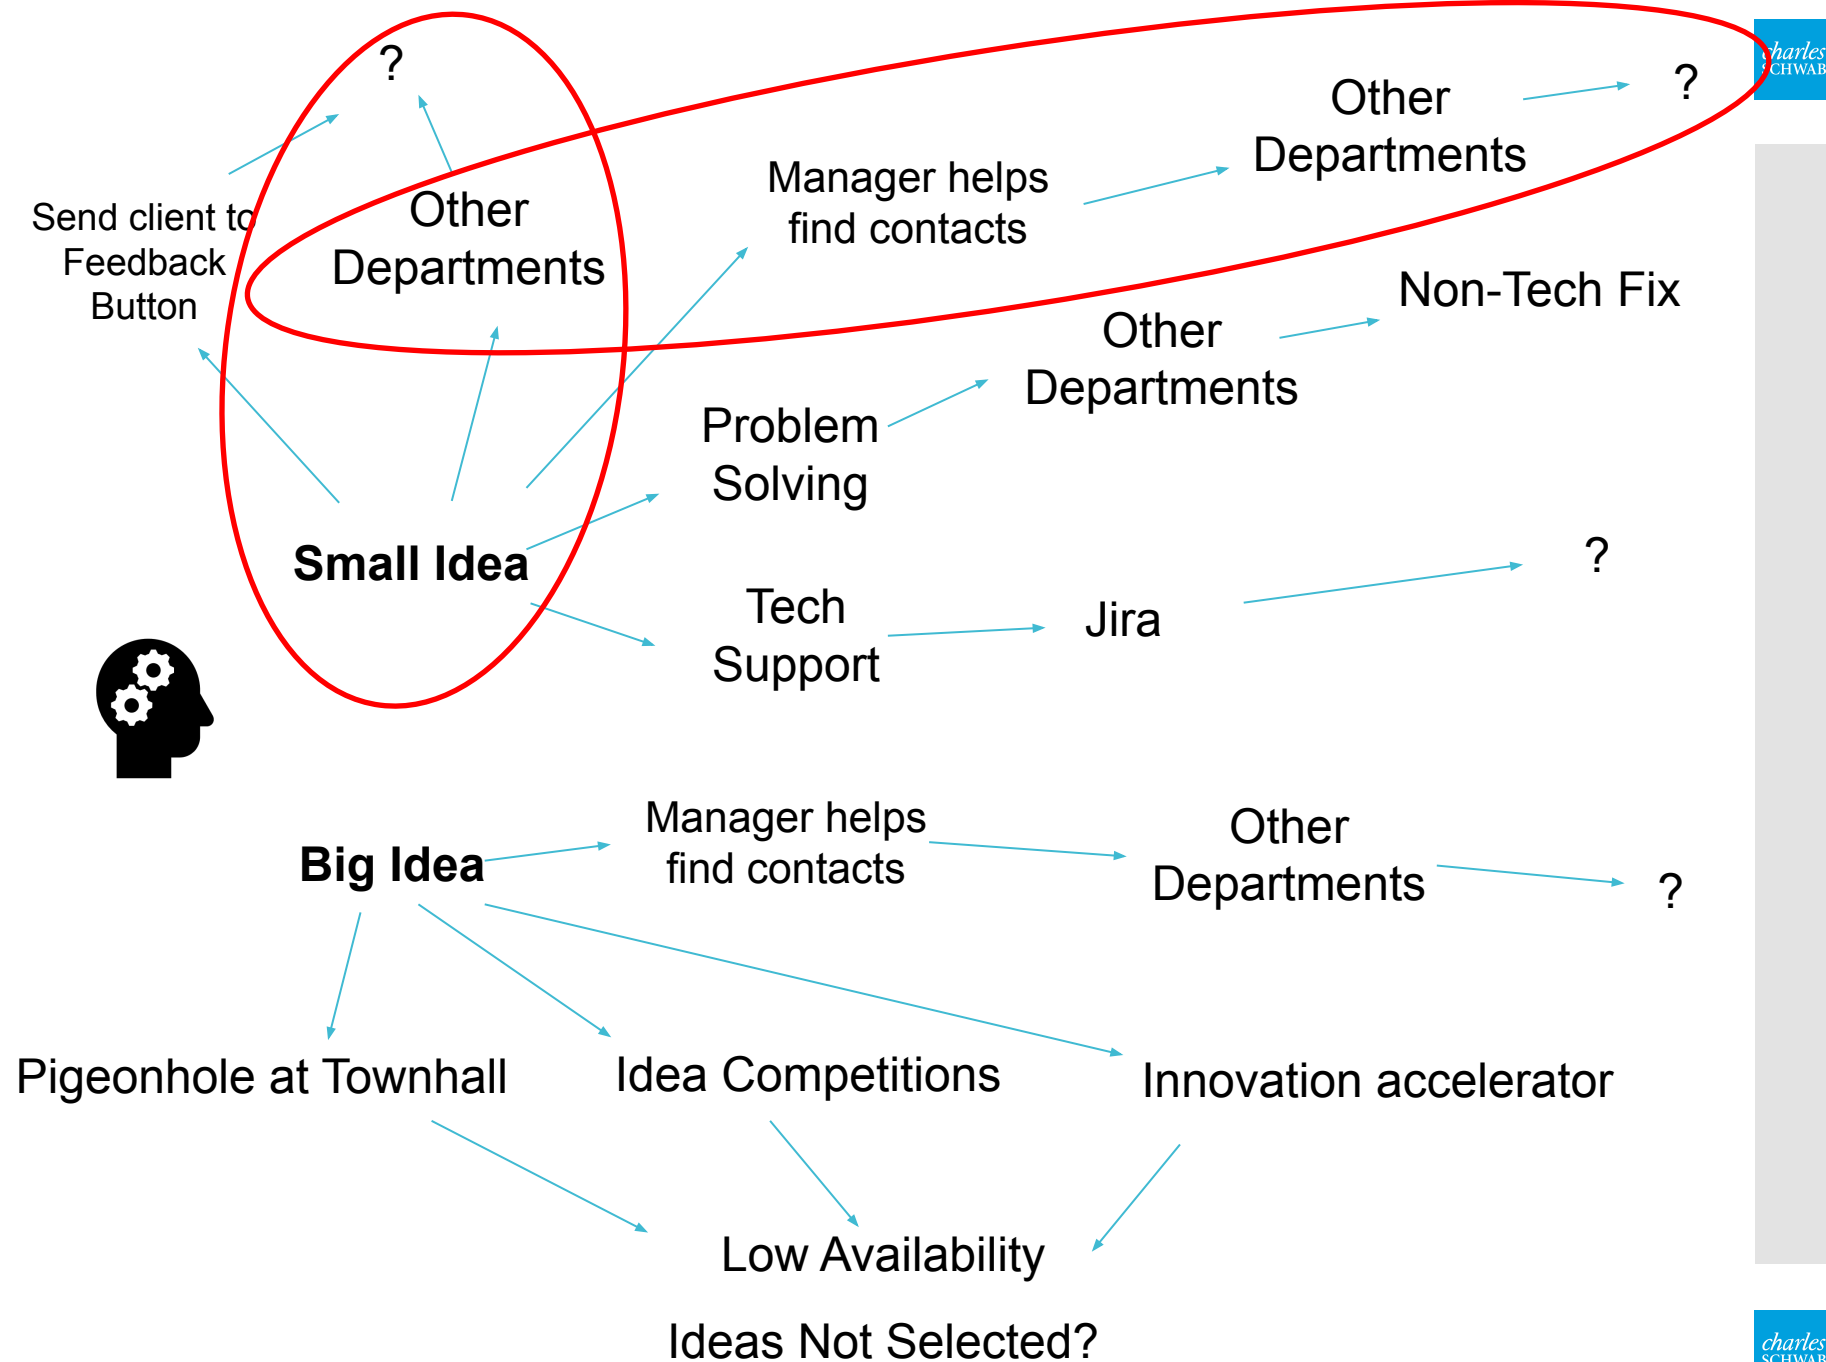 ?
charles
SCHWAB
Other
Departments
?
Manager helps
find contacts
Send client to
Feedback
Button
Other
Departments
Non-Tech Fix
Other
Departments
Problem
Solving
Small Idea
?
Tech
Support
Jira
Manager helps
find contacts
Other
Departments
?
Big Idea
Pigeonhole at Townhall
Idea Competitions
Innovation accelerator
Low Availability
Ideas Not Selected?
charles
SCHWAB